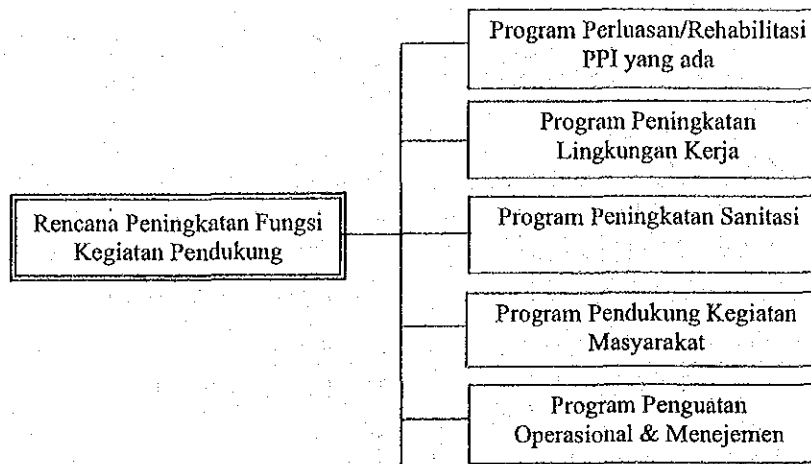 Program Perluasan/Rehabilitasi
PPI yang ada
Program Peningkatan
Lingkungan Kerja
Rencana Peningkatan Fungsi
Kegiatan Pendukung
Program Peningkatan Sanitasi
Program Pendukung Kegiatan
Masyarakat
Program Penguatan
Operasional & Menejemen